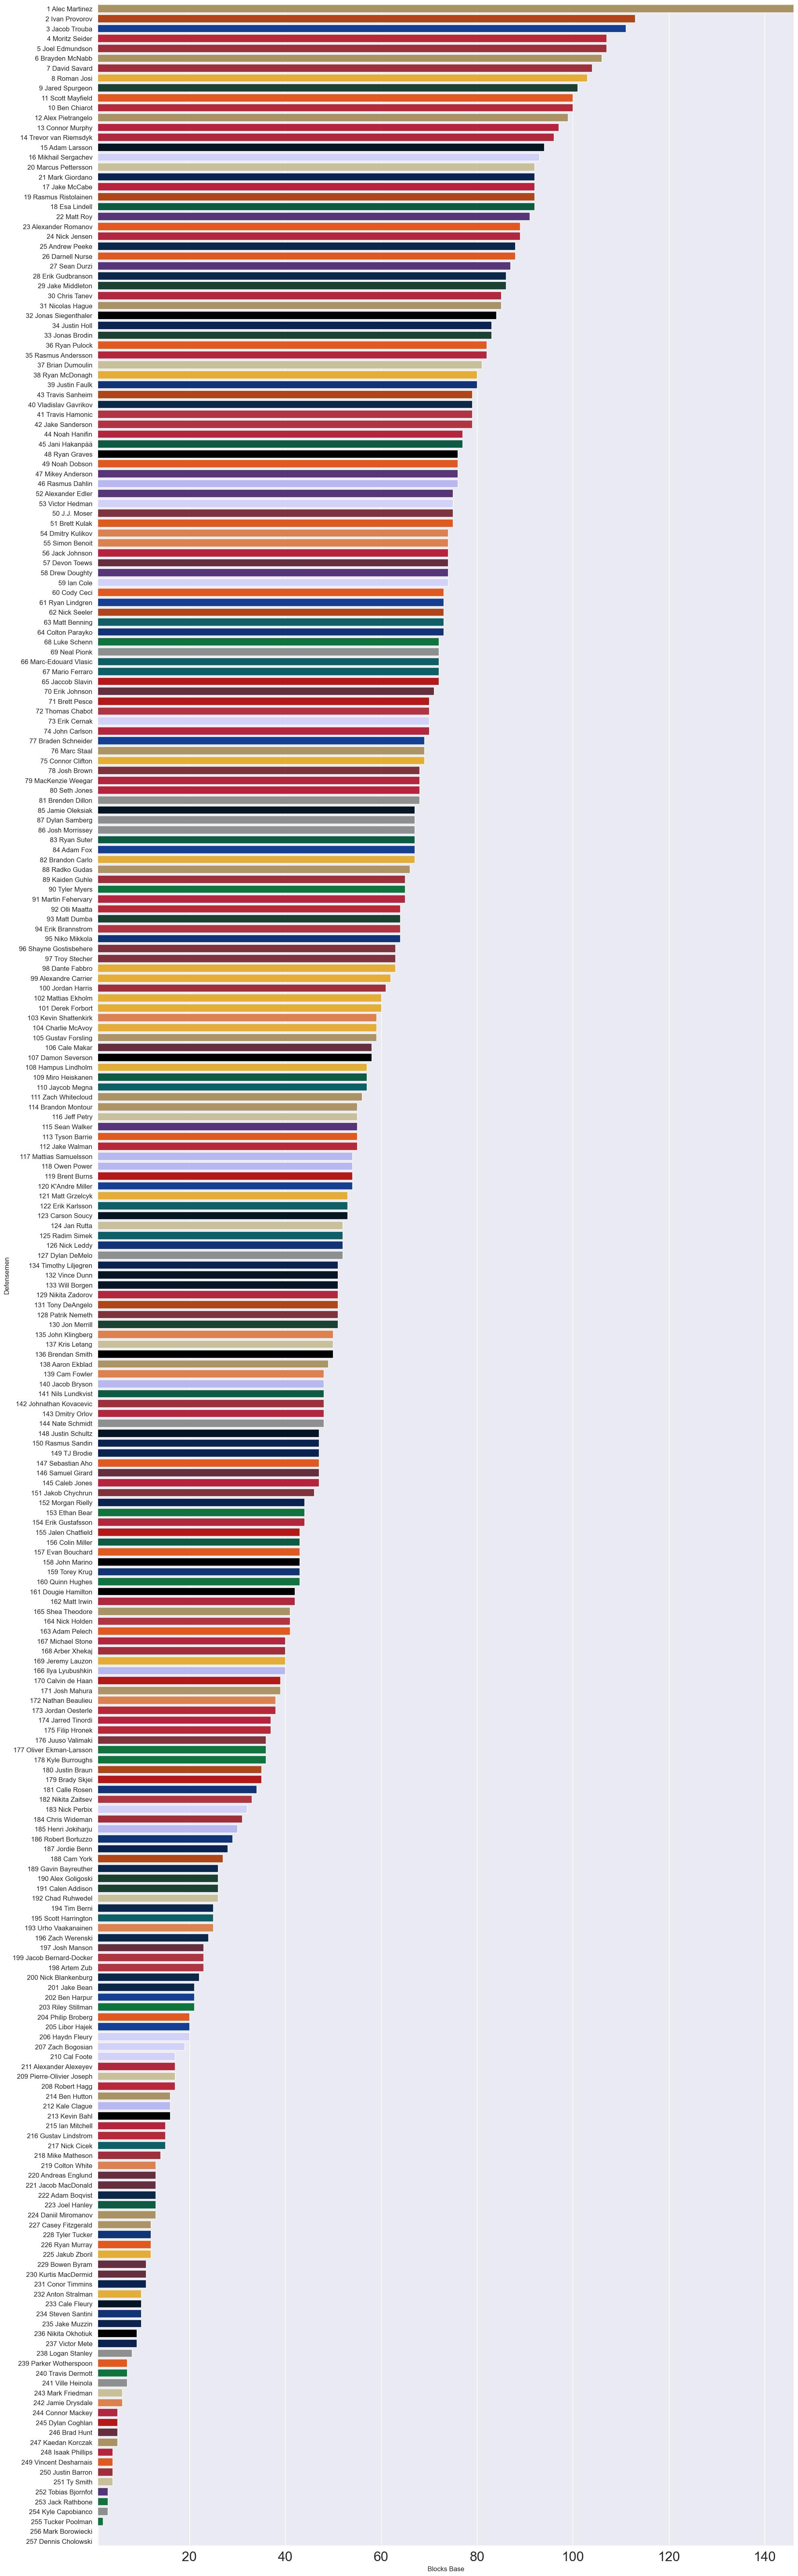 1 Alec Martinez
2 Ivan Provorov
3 Jacob Trouba
4 Moritz Seider
5 Joel Edmundson
6 Brayden McNabb
7 David Savard
8 Roman Josi
9 Jared Spurgeon
11 Scott Mayfield
10 Ben Chiarot
12 Alex Pietrangelo
13 Connor Murphy
14 Trevor van Riemsdyk
15 Adam Larsson
16 Mikhail Sergachev
20 Marcus Pettersson
21 Mark Giordano
17 Jake McCabe
19 Rasmus Ristolainen
18 Esa Lindell
22 Matt Roy
23 Alexander Romanov
24 Nick Jensen
25 Andrew Peeke
26 Darnell Nurse
27 Sean Durzi
28 Erik Gudbranson
29 Jake Middleton
30 Chris Tanev
31 Nicolas Hague
32 Jonas Siegenthaler
34 Justin Holl
33 Jonas Brodin
36 Ryan Pulock
35 Rasmus Andersson
37 Brian Dumoulin
38 Ryan McDonagh
39 Justin Faulk
43 Travis Sanheim
40 Vladislav Gavrikov
41 Travis Hamonic
42 Jake Sanderson
44 Noah Hanifin
45 Jani Hakanpää
48 Ryan Graves
49 Noah Dobson
47 Mikey Anderson
46 Rasmus Dahlin
52 Alexander Edler
53 Victor Hedman
50 J.J. Moser
51 Brett Kulak
54 Dmitry Kulikov
55 Simon Benoit
56 Jack Johnson
57 Devon Toews
58 Drew Doughty
59 Ian Cole
60 Cody Ceci
61 Ryan Lindgren
62 Nick Seeler
63 Matt Benning
64 Colton Parayko
68 Luke Schenn
69 Neal Pionk
66 Marc-Edouard Vlasic
67 Mario Ferraro
65 Jaccob Slavin
70 Erik Johnson
71 Brett Pesce
72 Thomas Chabot
73 Erik Cernak
74 John Carlson
77 Braden Schneider
76 Marc Staal
75 Connor Clifton
78 Josh Brown
79 MacKenzie Weegar
80 Seth Jones
81 Brenden Dillon
85 Jamie Oleksiak
87 Dylan Samberg
86 Josh Morrissey
83 Ryan Suter
84 Adam Fox
82 Brandon Carlo
88 Radko Gudas
89 Kaiden Guhle
90 Tyler Myers
91 Martin Fehervary
92 Olli Maatta
93 Matt Dumba
94 Erik Brannstrom
95 Niko Mikkola
96 Shayne Gostisbehere
97 Troy Stecher
98 Dante Fabbro
99 Alexandre Carrier
100 Jordan Harris
102 Mattias Ekholm
101 Derek Forbort
103 Kevin Shattenkirk
104 Charlie McAvoy
105 Gustav Forsling
106 Cale Makar
107 Damon Severson
108 Hampus Lindholm
109 Miro Heiskanen
110 Jaycob Megna
111 Zach Whitecloud
114 Brandon Montour
116 Jeff Petry
115 Sean Walker
113 Tyson Barrie
112 Jake Walman
117 Mattias Samuelsson
118 Owen Power
119 Brent Burns
120 K'Andre Miller
121 Matt Grzelcyk
122 Erik Karlsson
123 Carson Soucy
124 Jan Rutta
125 Radim Simek
126 Nick Leddy
127 Dylan DeMelo
134 Timothy Liljegren
132 Vince Dunn
133 Will Borgen
129 Nikita Zadorov
131 Tony DeAngelo
128 Patrik Nemeth
130 Jon Merrill
135 John Klingberg
137 Kris Letang
136 Brendan Smith
138 Aaron Ekblad
139 Cam Fowler
140 Jacob Bryson
141 Nils Lundkvist
142 Johnathan Kovacevic
143 Dmitry Orlov
144 Nate Schmidt
148 Justin Schultz
150 Rasmus Sandin
149 TJ Brodie
147 Sebastian Aho
146 Samuel Girard
145 Caleb Jones
151 Jakob Chychrun
152 Morgan Rielly
153 Ethan Bear
154 Erik Gustafsson
155 Jalen Chatfield
156 Colin Miller
157 Evan Bouchard
158 John Marino
159 Torey Krug
160 Quinn Hughes
161 Dougie Hamilton
162 Matt Irwin
165 Shea Theodore
164 Nick Holden
163 Adam Pelech
167 Michael Stone
168 Arber Xhekaj
169 Jeremy Lauzon
166 Ilya Lyubushkin
170 Calvin de Haan
171 Josh Mahura
172 Nathan Beaulieu
173 Jordan Oesterle
174 Jarred Tinordi
175 Filip Hronek
176 Juuso Valimaki
177 Oliver Ekman-Larsson
178 Kyle Burroughs
180 Justin Braun
179 Brady Skjei
181 Calle Rosen
182 Nikita Zaitsev
183 Nick Perbix
184 Chris Wideman
185 Henri Jokiharju
186 Robert Bortuzzo
187 Jordie Benn
188 Cam York
189 Gavin Bayreuther
190 Alex Goligoski
191 Calen Addison
192 Chad Ruhwedel
194 Tim Berni
195 Scott Harrington
193 Urho Vaakanainen
196 Zach Werenski
197 Josh Manson
199 Jacob Bernard-Docker
198 Artem Zub
200 Nick Blankenburg
201 Jake Bean
202 Ben Harpur
203 Riley Stillman
204 Philip Broberg
205 Libor Hajek
206 Haydn Fleury
207 Zach Bogosian
210 Cal Foote
211 Alexander Alexeyev
209 Pierre-Olivier Joseph
208 Robert Hagg
214 Ben Hutton
212 Kale Clague
213 Kevin Bahl
215 Ian Mitchell
216 Gustav Lindstrom
217 Nick Cicek
218 Mike Matheson
219 Colton White
220 Andreas Englund
221 Jacob MacDonald
222 Adam Boqvist
223 Joel Hanley
224 Daniil Miromanov
227 Casey Fitzgerald
228 Tyler Tucker
226 Ryan Murray
225 Jakub Zboril
229 Bowen Byram
230 Kurtis MacDermid
231 Conor Timmins
232 Anton Stralman
233 Cale Fleury
234 Steven Santini
235 Jake Muzzin
236 Nikita Okhotiuk
237 Victor Mete
238 Logan Stanley
239 Parker Wotherspoon
240 Travis Dermott
241 Ville Heinola
243 Mark Friedman
242 Jamie Drysdale
244 Connor Mackey
245 Dylan Coghlan
246 Brad Hunt
247 Kaedan Korczak
248 Isaak Phillips
249 Vincent Desharnais
250 Justin Barron
251 Ty Smith
252 Tobias Bjornfot
253 Jack Rathbone
254 Kyle Capobianco
255 Tucker Poolman
256 Mark Borowiecki
257 Dennis Cholowski
Defensemen
20 40 60 80 100 120 140
Blocks Base